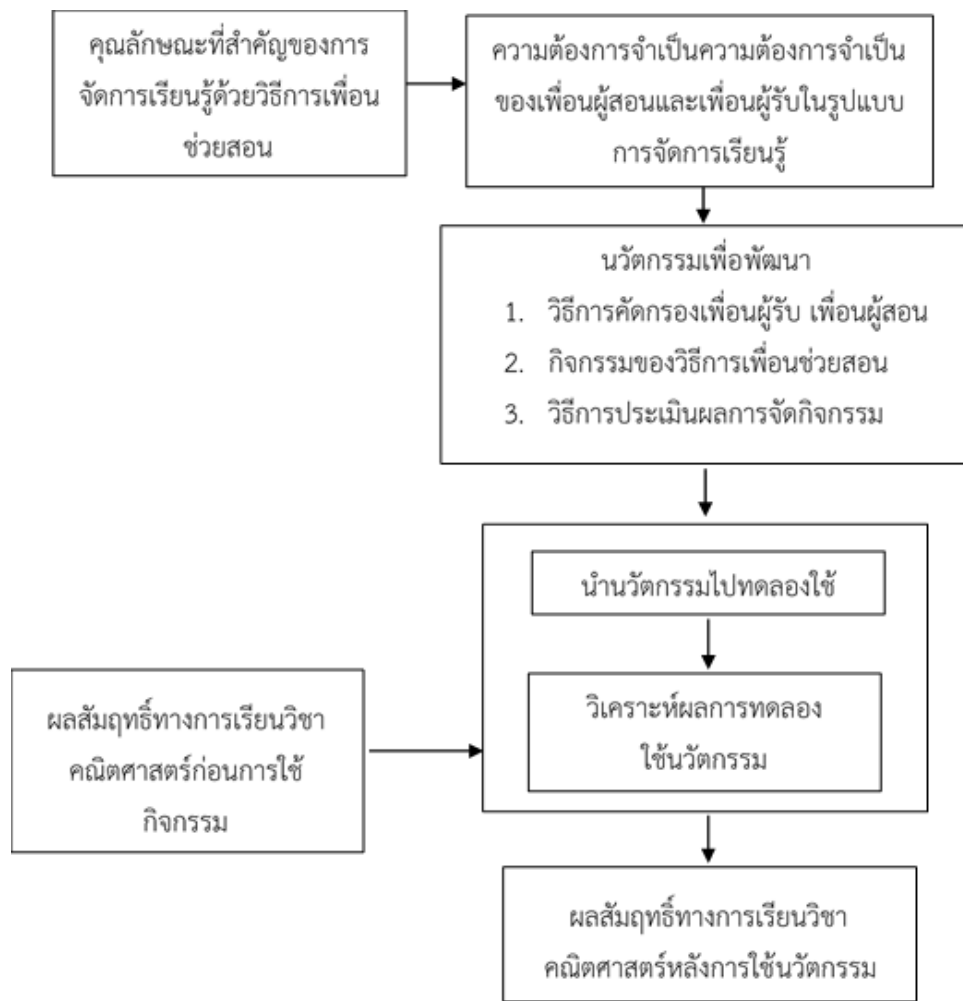 คุณลักษณะที่สำคัญของการ
จัดการเรียนรู้ด้วยวิธีการเพื่อน
ช่วยสอน
ความต้องการจำเป็นความต้องการจำเป็น
ของเพื่อนผู้สอนและเพื่อนผู้รับในรูปแบบ
การจัดการเรียนรู้
นวัตกรรมเพื่อพัฒนา
1. วิธีการคัดกรองเพื่อนผู้รับ เพื่อนผู้สอน
2. กิจกรรมของวิธีการเพื่อนช่วยสอน
3. วิธีการประเมินผลการจัดกิจกรรม
นำนวัตกรรมไปทดลองใช้
วิเคราะห์ผลการทดลอง
ใช้นวัตกรรม
ผลสัมฤทธิ์ทางการเรียนวิชา
คณิตศาสตร์ก่อนการใช้
กิจกรรม
ผลสัมฤทธิ์ทางการเรียนวิชา
คณิตศาสตร์หลังการใช้นวัตกรรม